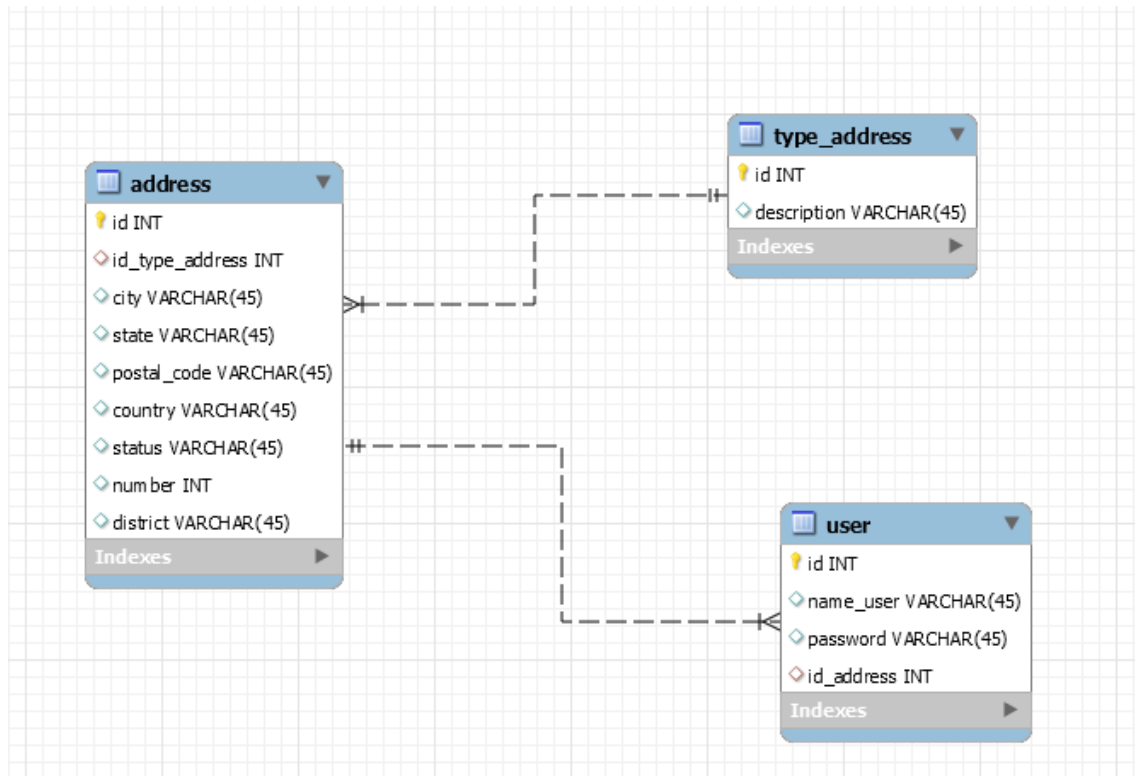 address
id INT
id_type_address INT
city VARCHAR(45)
state VARCHAR(45)
postal_code VARCHAR(45)
country VARCHAR(45)
status VARCHAR(45)
number INT
district VARCHAR(45)
Indexes
type_address
id INT
description VARCHAR(45)
Indexes
user
id INT
name_user VARCHAR(45)
password VARCHAR(45)
id_address INT
Indexes